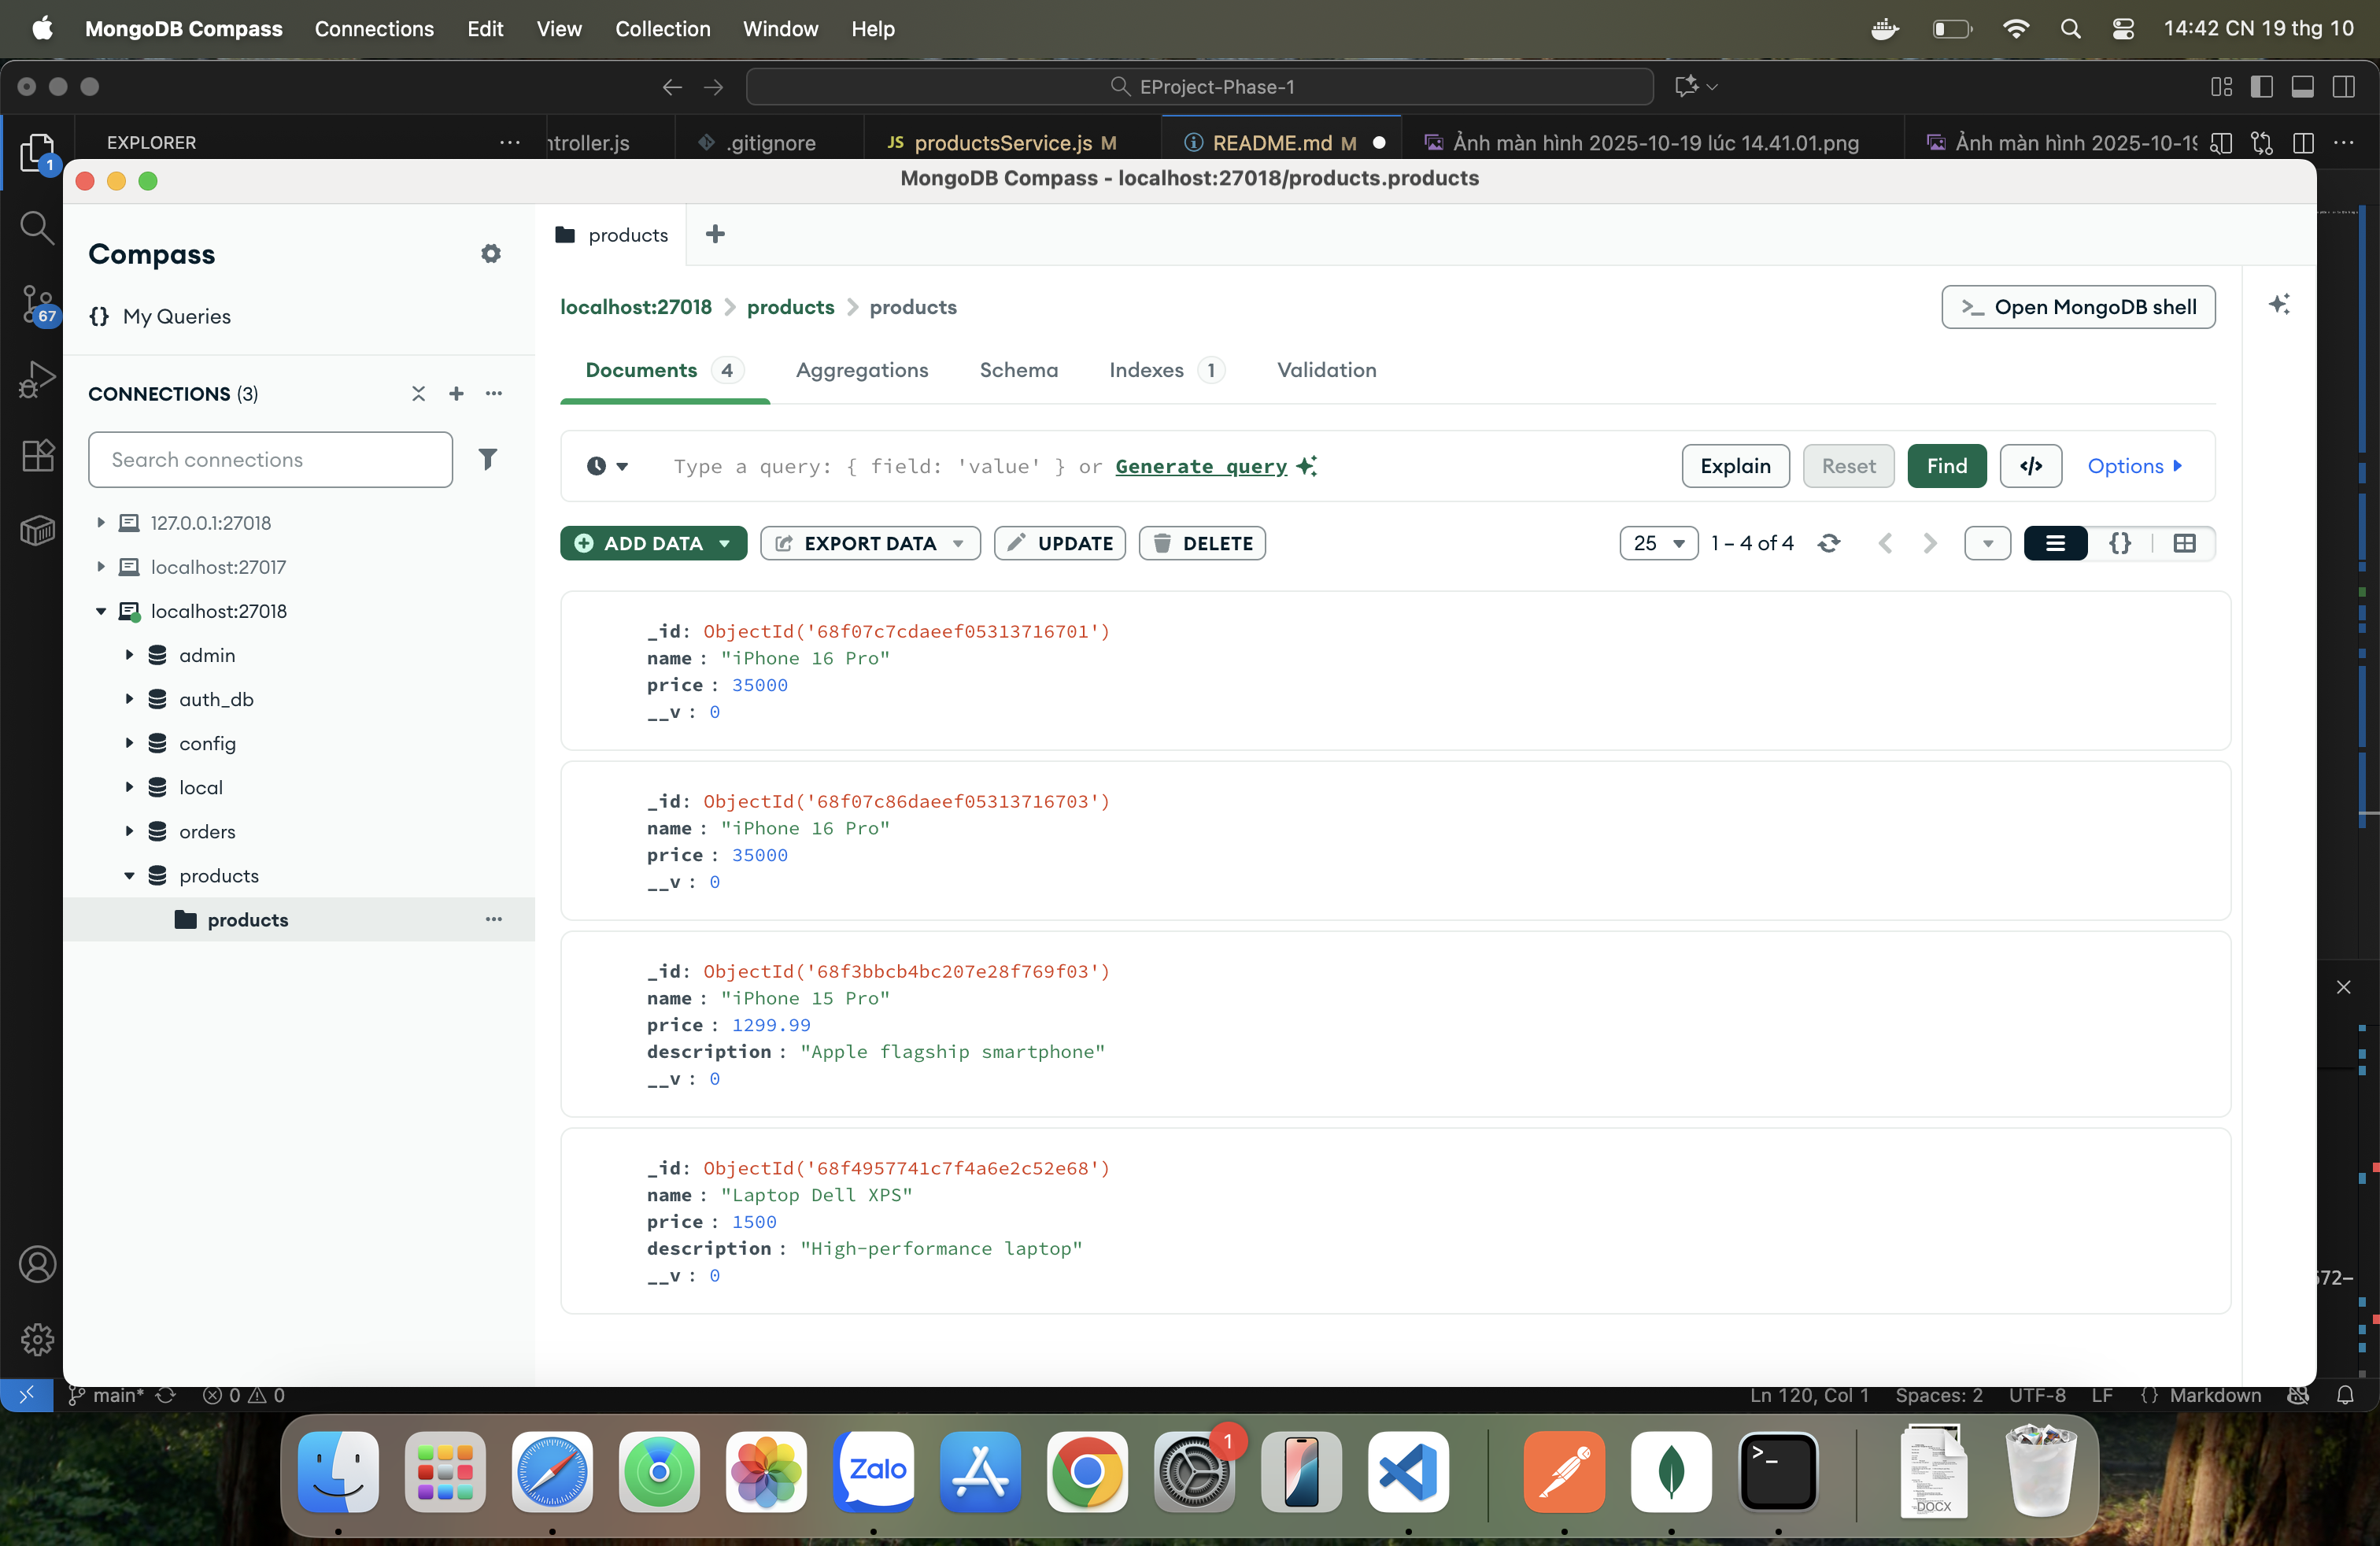 MongoDB Compass Connections Edit View Collection Window Help 14:42 CN 19 thg 10
EProject-Phase-1
EXPLORER ntroller.js .gitignore JS productsService.js M README.md M Ảnh màn hình 2025-10-19 lúc 14.41.01.png Ảnh màn hình 2025-10-19
1
67
MongoDB Compass - localhost:27018/products.products
Compass
{} My Queries
CONNECTIONS (3)
Search connections
127.0.0.1:27018
localhost:27017
localhost:27018
admin
auth_db
config
local
orders
products
products
products
localhost:27018 products products
>_ Open MongoDB shell
Documents 4 Aggregations Schema Indexes 1 Validation
Type a query: { field: 'value' } or Generate query
Explain Reset Find </> Options
ADD DATA EXPORT DATA UPDATE DELETE 25 1 – 4 of 4 {}
_id: ObjectId('68f07c7cdaeef05313716701')
name : "iPhone 16 Pro"
price : 35000
__v : 0
_id: ObjectId('68f07c86daeef05313716703')
name : "iPhone 16 Pro"
price : 35000
__v : 0
_id: ObjectId('68f3bbcb4bc207e28f769f03')
name : "iPhone 15 Pro"
price : 1299.99
description : "Apple flagship smartphone"
__v : 0
_id: ObjectId('68f4957741c7f4a6e2c52e68')
name : "Laptop Dell XPS"
price : 1500
description : "High-performance laptop"
__v : 0
672-
main* 0 0 Ln 120, Col 1 Spaces: 2 UTF-8 LF {} Markdown
Zalo
1
>_
DOCX